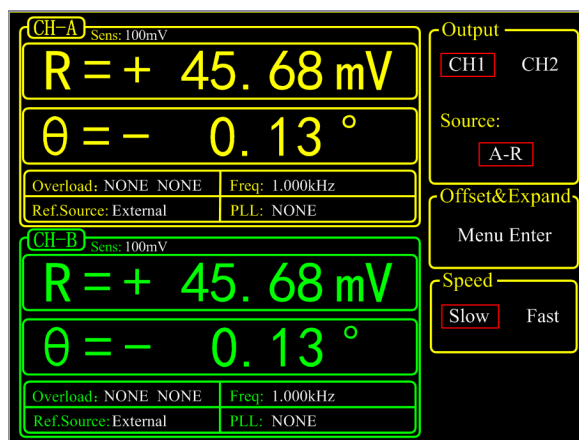 CH-A Sens: 100mV
R = + 45.68 mV
θ = - 0.13 °
Overload: NONE NONE Freq: 1.000kHz
Ref.Source: External PLL: NONE
CH-B Sens: 100mV
R = + 45.68 mV
θ = - 0.13 °
Overload: NONE NONE Freq: 1.000kHz
Ref.Source: External PLL: NONE
Output
CH1 CH2
Source:
A-R
Offset&Expand
Menu Enter
Speed
Slow Fast